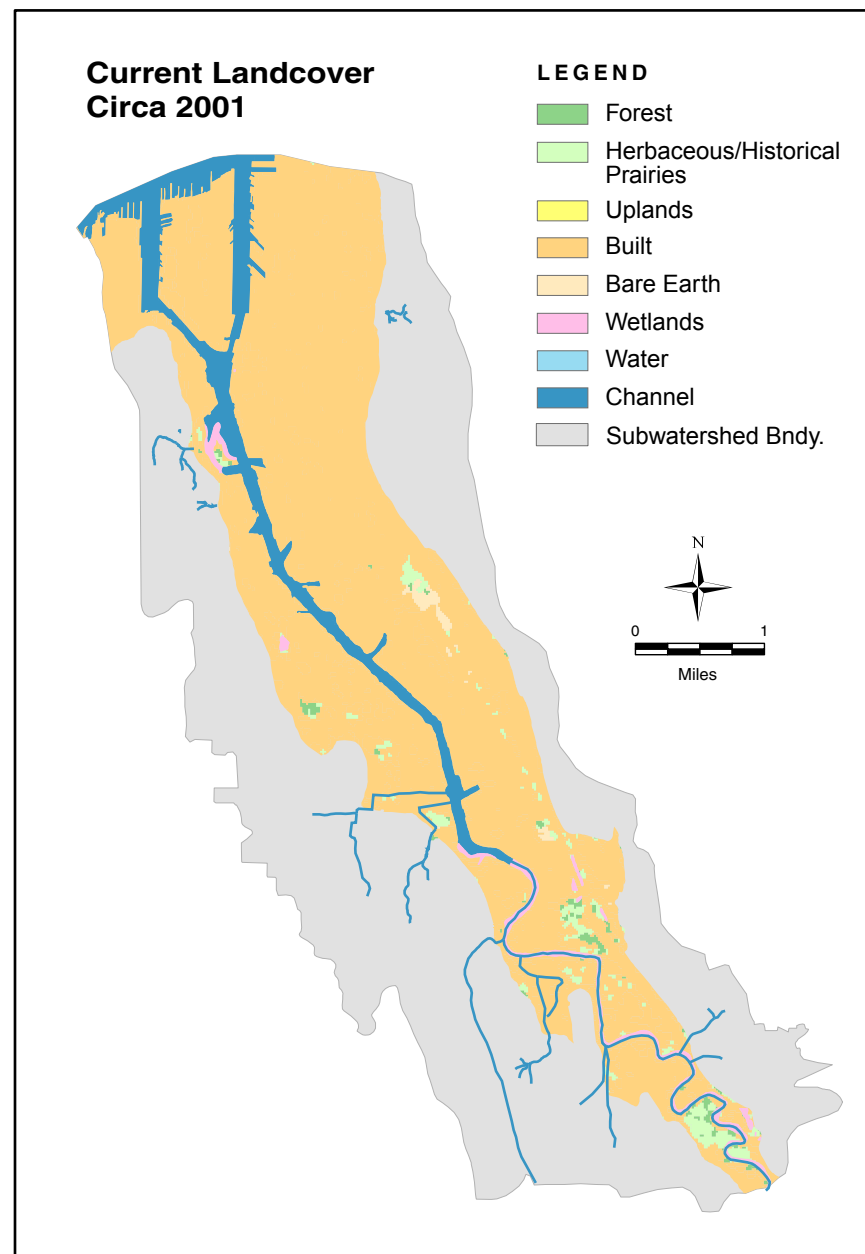 Current Landcover
Circa 2001
LEGEND
Forest
Herbaceous/Historical
Prairies
Uplands
Built
Bare Earth
Wetlands
Water
Channel
Subwatershed Bndy.
N
0 1
Miles